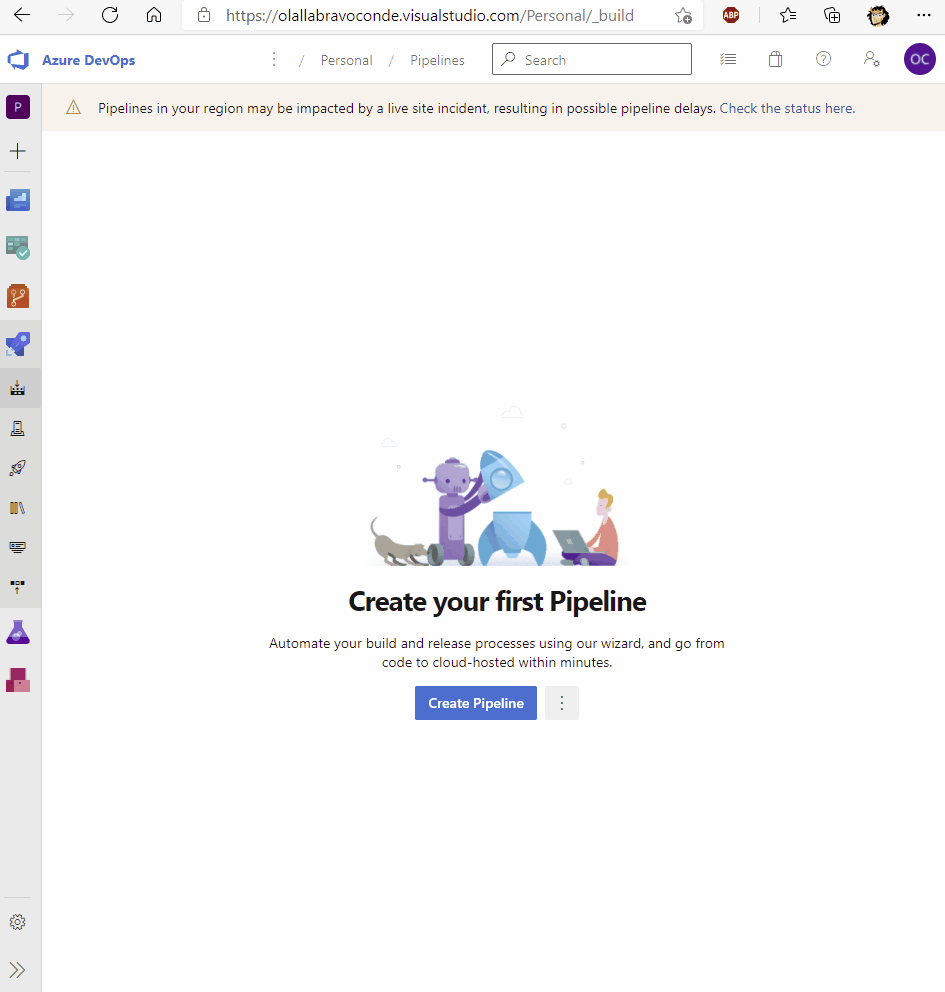 https://olallabravoconde.visualstudio.com/Personal/_build
ABP
Azure DevOps
/ Personal / Pipelines
Search
OC
P
Pipelines in your region may be impacted by a live site incident, resulting in possible pipeline delays. Check the status here.
Create your first Pipeline
Automate your build and release processes using our wizard, and go from
code to cloud-hosted within minutes.
Create Pipeline